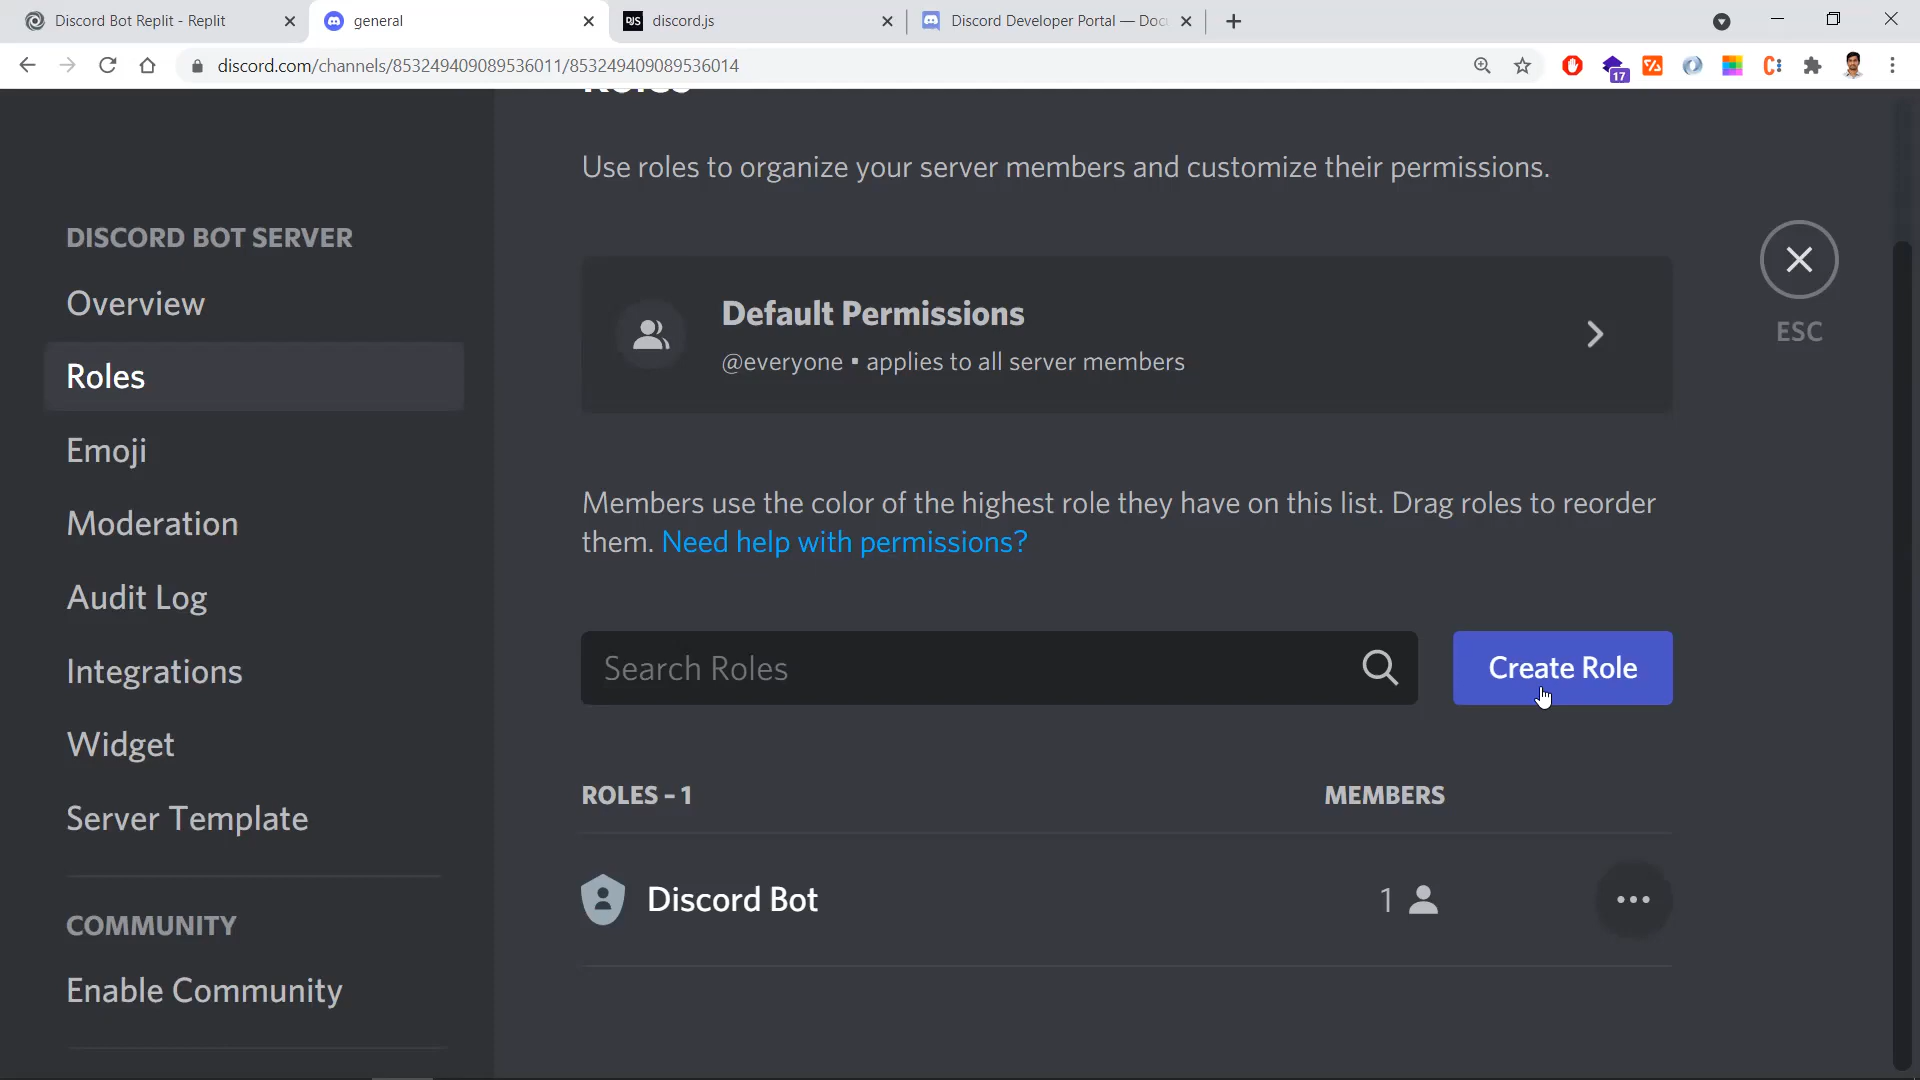 Discord Bot Replit - Replit
general
discord.js
Discord Developer Portal — Doc
discord.com/channels/853249409089536011/853249409089536014
17
Roles
Use roles to organize your server members and customize their permissions.
DISCORD BOT SERVER
Overview
Roles
Emoji
Moderation
Audit Log
Integrations
Widget
Server Template
COMMUNITY
Enable Community
Default Permissions
@everyone • applies to all server members
ESC
Members use the color of the highest role they have on this list. Drag roles to reorder
them. Need help with permissions?
Search Roles
Create Role
ROLES – 1
MEMBERS
Discord Bot
1